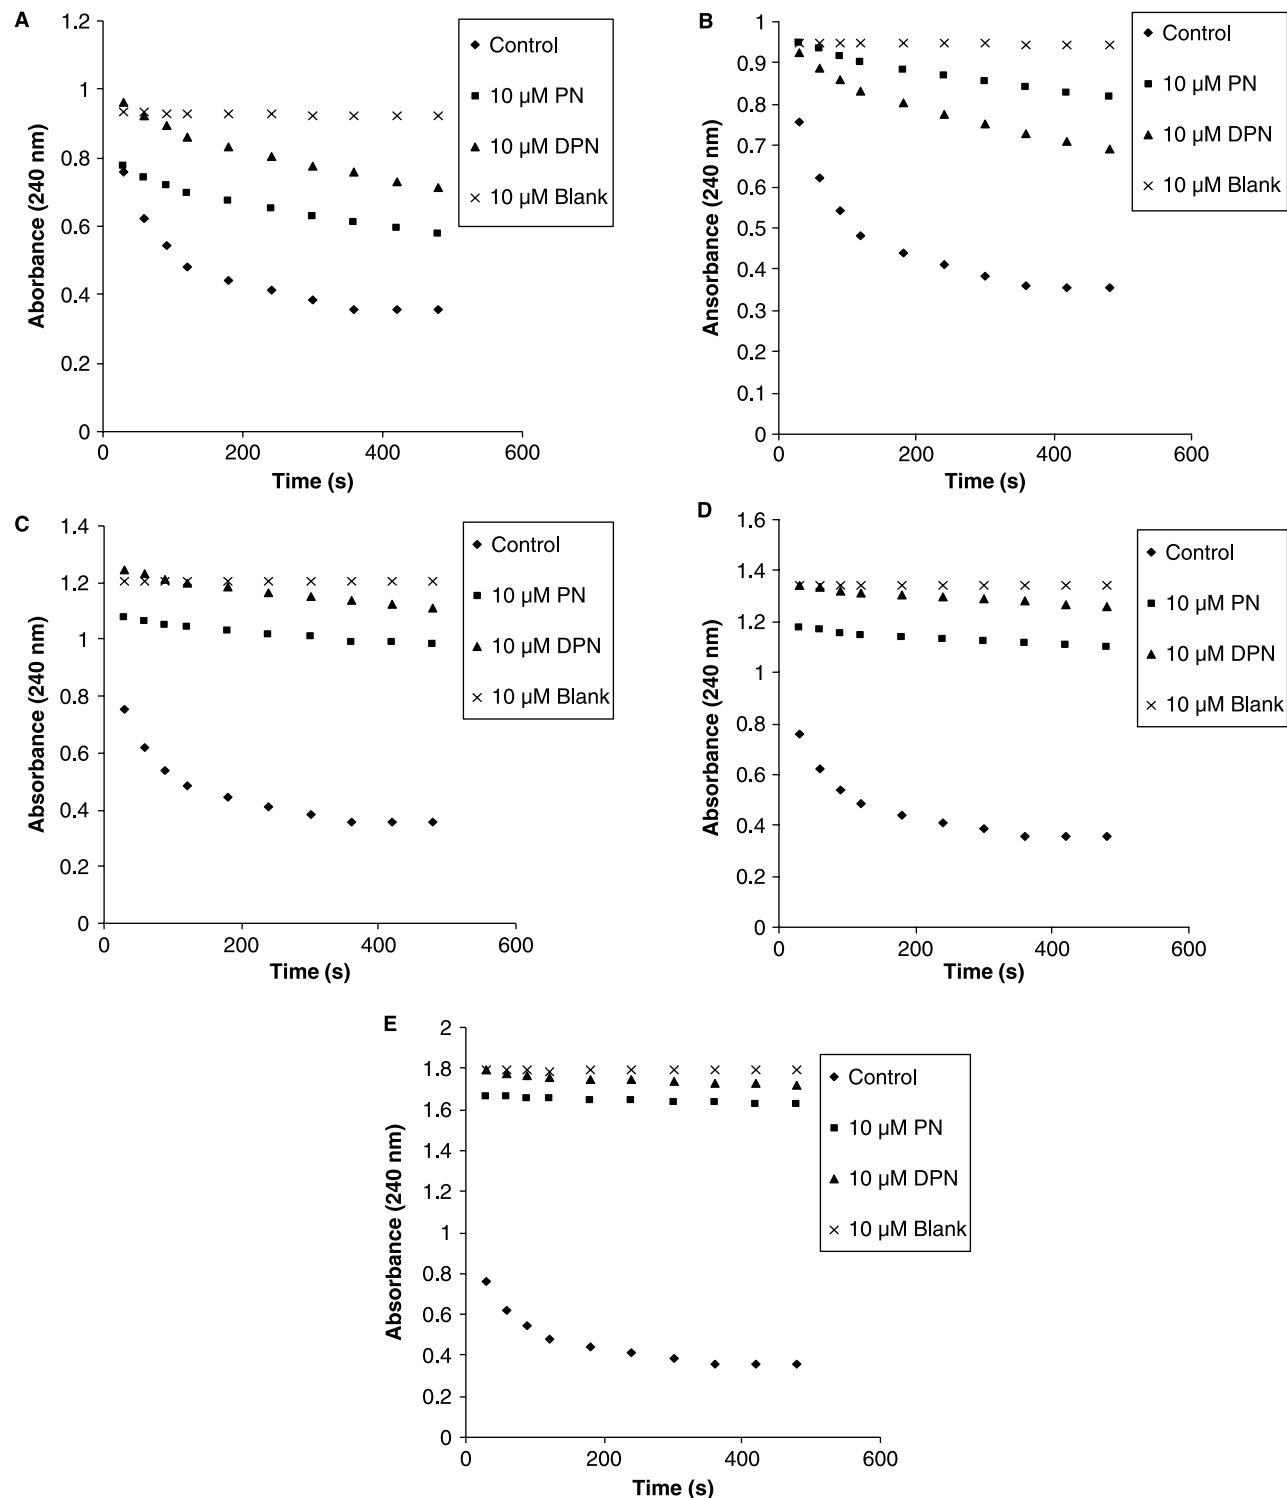 A
1.2
1
0.8
0.6
0.4
0.2
0
0 200 400 600
Aborbance (240 nm)
Time (s)
Control
10 µM PN
10 µM DPN
10 µM Blank
B
1
0.9
0.8
0.7
0.6
0.5
0.4
0.3
0.2
0.1
0
0 200 400 600
Ansorbance (240 nm)
Time (s)
Control
10 µM PN
10 µM DPN
10 µM Blank
C
1.4
1.2
1
0.8
0.6
0.4
0.2
0
0 200 400 600
Absorbance (240 nm)
Time (s)
Control
10 µM PN
10 µM DPN
10 µM Blank
D
1.6
1.4
1.2
1
0.8
0.6
0.4
0.2
0
0 200 400 600
Absorbance (240 nm)
Time (s)
Control
10 µM PN
10 µM DPN
10 µM Blank
E
2
1.8
1.6
1.4
1.2
1
0.8
0.6
0.4
0.2
0
0 200 400 600
Absorbance (240 nm)
Time (s)
Control
10 µM PN
10 µM DPN
10 µM Blank